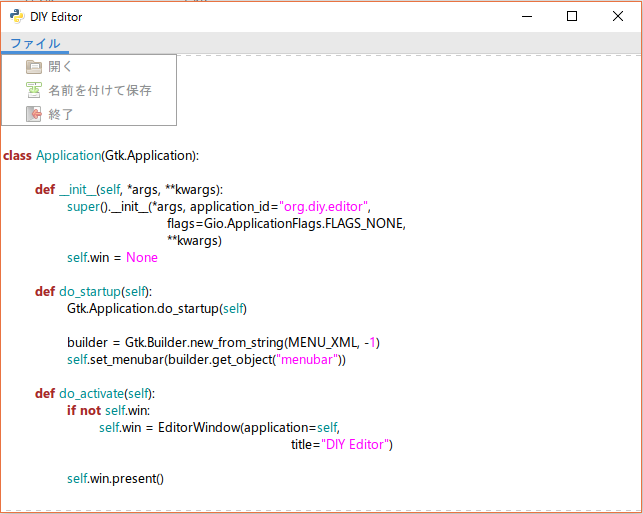 DIY Editor
ファイル
開く
名前を付けて保存
終了
class Application(Gtk.Application):
def __init__(self, *args, **kwargs):
super().__init__(*args, application_id="org.diy.editor",
flags=Gio.ApplicationFlags.FLAGS_NONE,
**kwargs)
self.win = None
def do_startup(self):
Gtk.Application.do_startup(self)
builder = Gtk.Builder.new_from_string(MENU_XML, -1)
self.set_menubar(builder.get_object("menubar"))
def do_activate(self):
if not self.win:
self.win = EditorWindow(application=self,
title="DIY Editor")
self.win.present()